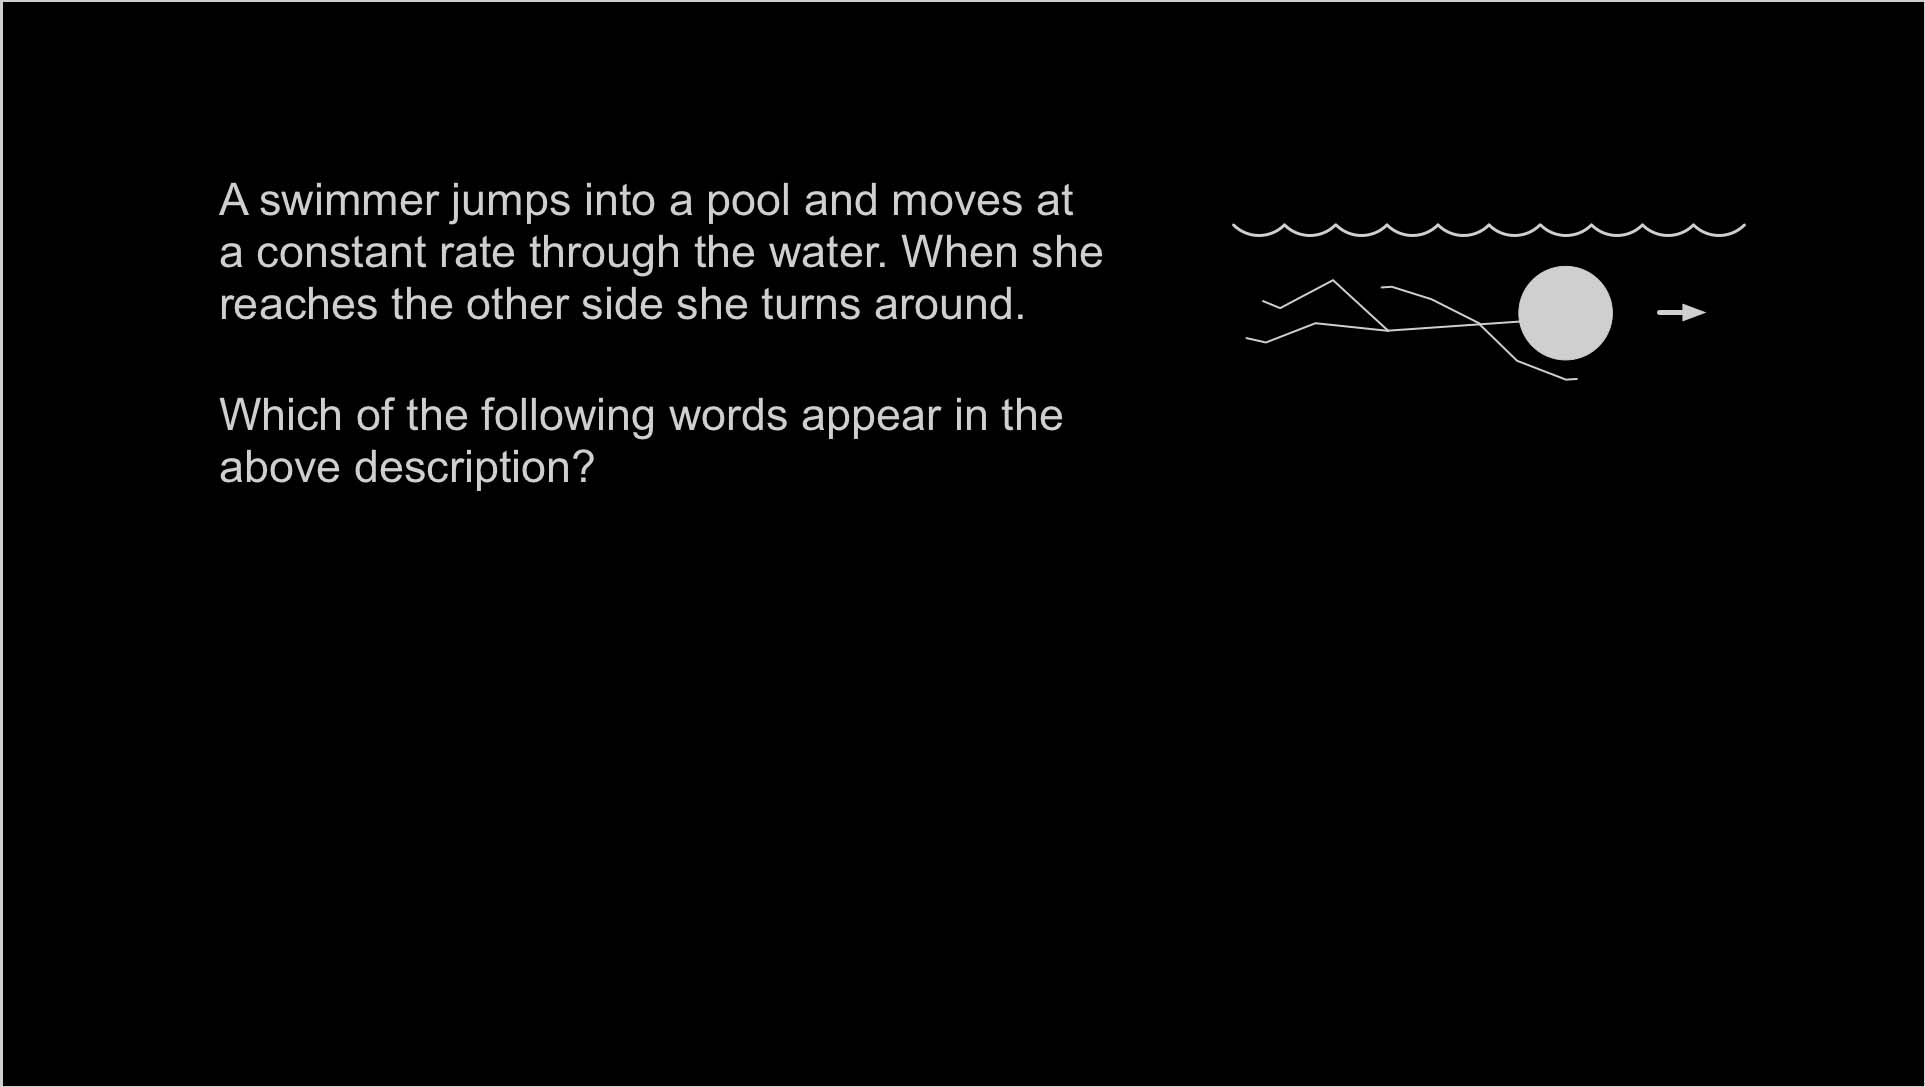 A swimmer jumps into a pool and moves at
a constant rate through the water. When she
reaches the other side she turns around.
Which of the following words appear in the
above description?